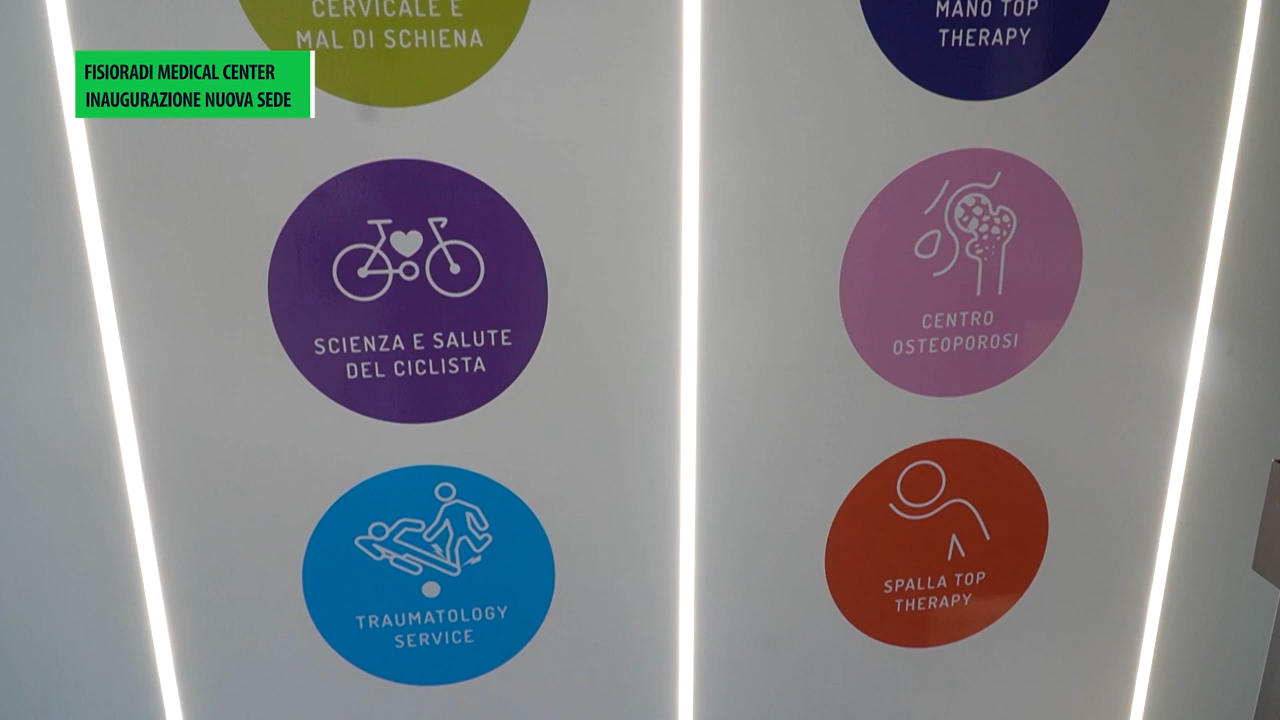 CERVICALE E
MAL DI SCHIENA
MANO TOP
THERAPY
FISIORADI MEDICAL CENTER
INAUGURAZIONE NUOVA SEDE
SCIENZA E SALUTE
DEL CICLISTA
CENTRO
OSTEOPOROSI
TRAUMATOLOGY
SERVICE
SPALLA TOP
THERAPY